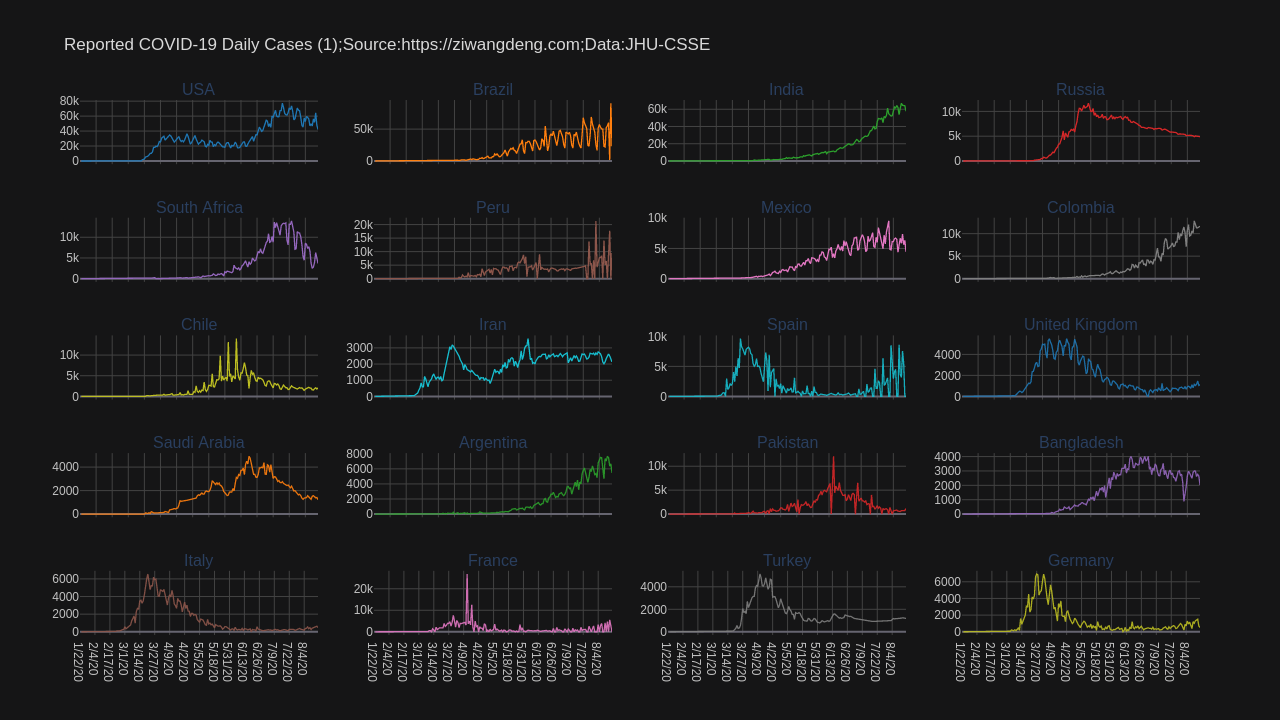 Reported COVID-19 Daily Cases (1);Source:https://ziwangdeng.com;Data:JHU-CSSE
USA
Brazil
India
Russia
80k
60k
40k
20k
0
50k
0
60k
40k
20k
0
10k
5k
0
South Africa
Peru
Mexico
Colombia
10k
5k
0
20k
15k
10k
5k
0
10k
5k
0
10k
5k
0
Chile
Iran
Spain
United Kingdom
10k
5k
0
3000
2000
1000
0
10k
5k
0
4000
2000
0
Saudi Arabia
Argentina
Pakistan
Bangladesh
4000
2000
0
8000
6000
4000
2000
0
10k
5k
0
4000
3000
2000
1000
0
Italy
France
Turkey
Germany
6000
4000
2000
0
20k
10k
0
4000
2000
0
6000
4000
2000
0
1/22/20
2/4/20
2/17/20
3/1/20
3/14/20
3/27/20
4/9/20
4/22/20
5/5/20
5/18/20
5/31/20
6/13/20
6/26/20
7/9/20
7/22/20
8/4/20
1/22/20
2/4/20
2/17/20
3/1/20
3/14/20
3/27/20
4/9/20
4/22/20
5/5/20
5/18/20
5/31/20
6/13/20
6/26/20
7/9/20
7/22/20
8/4/20
1/22/20
2/4/20
2/17/20
3/1/20
3/14/20
3/27/20
4/9/20
4/22/20
5/5/20
5/18/20
5/31/20
6/13/20
6/26/20
7/9/20
7/22/20
8/4/20
1/22/20
2/4/20
2/17/20
3/1/20
3/14/20
3/27/20
4/9/20
4/22/20
5/5/20
5/18/20
5/31/20
6/13/20
6/26/20
7/9/20
7/22/20
8/4/20